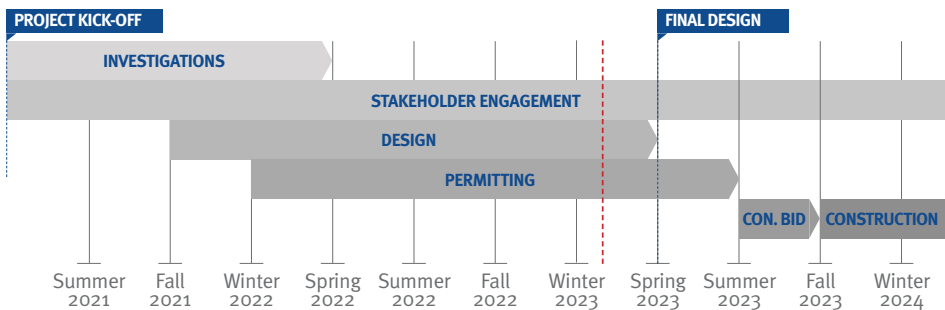 PROJECT KICK-OFF
FINAL DESIGN
INVESTIGATIONS
STAKEHOLDER ENGAGEMENT
DESIGN
PERMITTING
CON. BID
CONSTRUCTION
Summer
2021
Fall
2021
Winter
2022
Spring
2022
Summer
2022
Fall
2022
Winter
2023
Spring
2023
Summer
2023
Fall
2023
Winter
2024